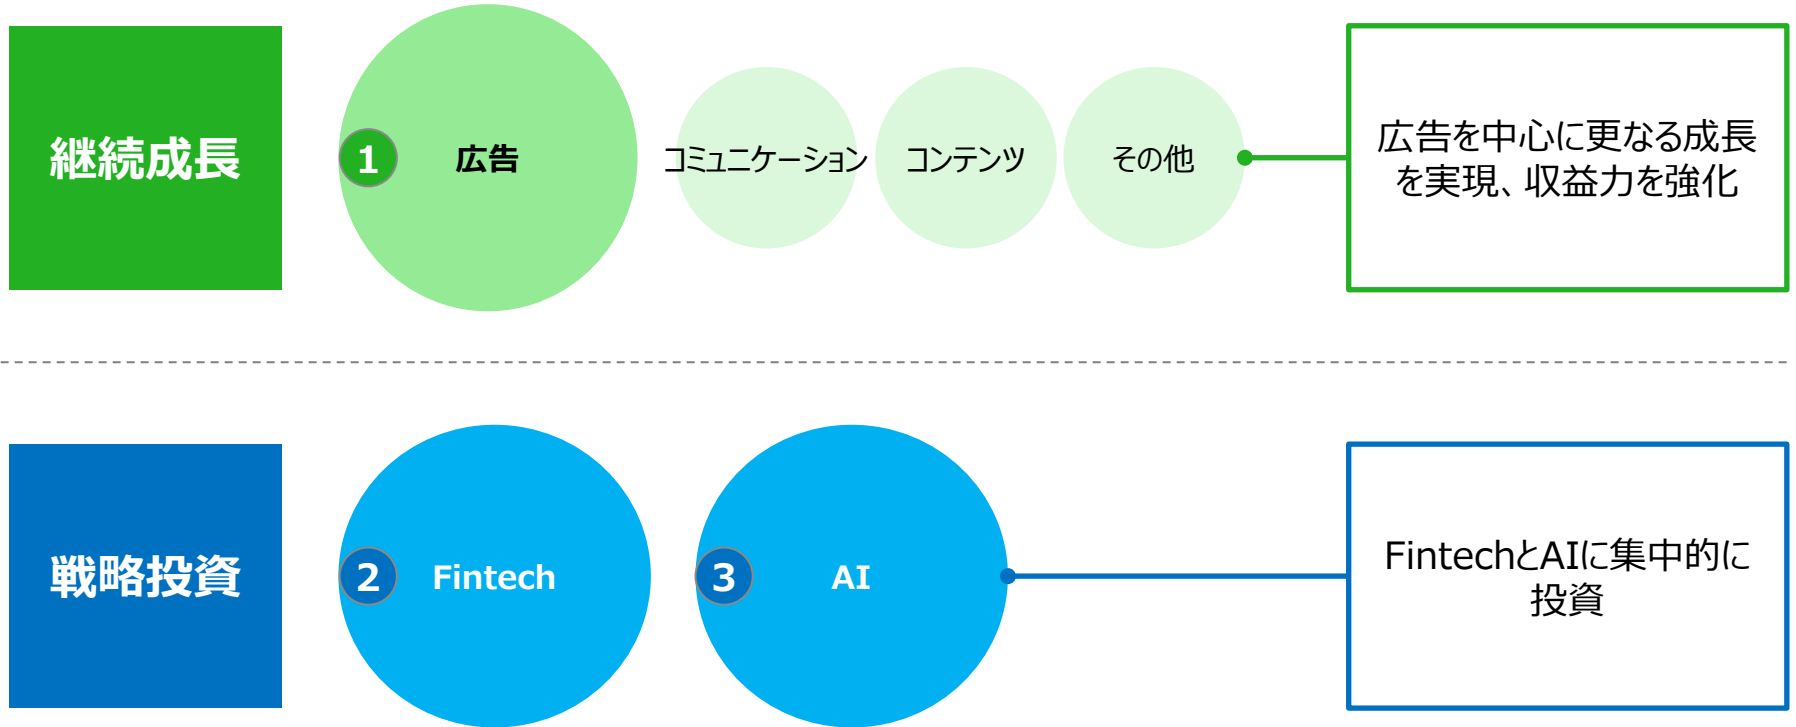 継続成長
1
広告
コミュニケーション
コンテンツ
その他
広告を中心に更なる成長
を実現、収益力を強化
戦略投資
2
Fintech
3
AI
FintechとAIに集中的に
投資